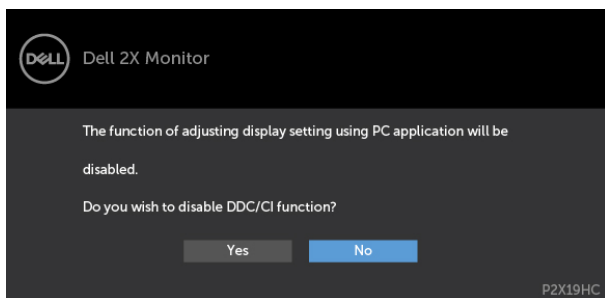 DELL
Dell 2X Monitor
The function of adjusting display setting using PC application will be
disabled.
Do you wish to disable DDC/CI function?
Yes
No
P2X19HC